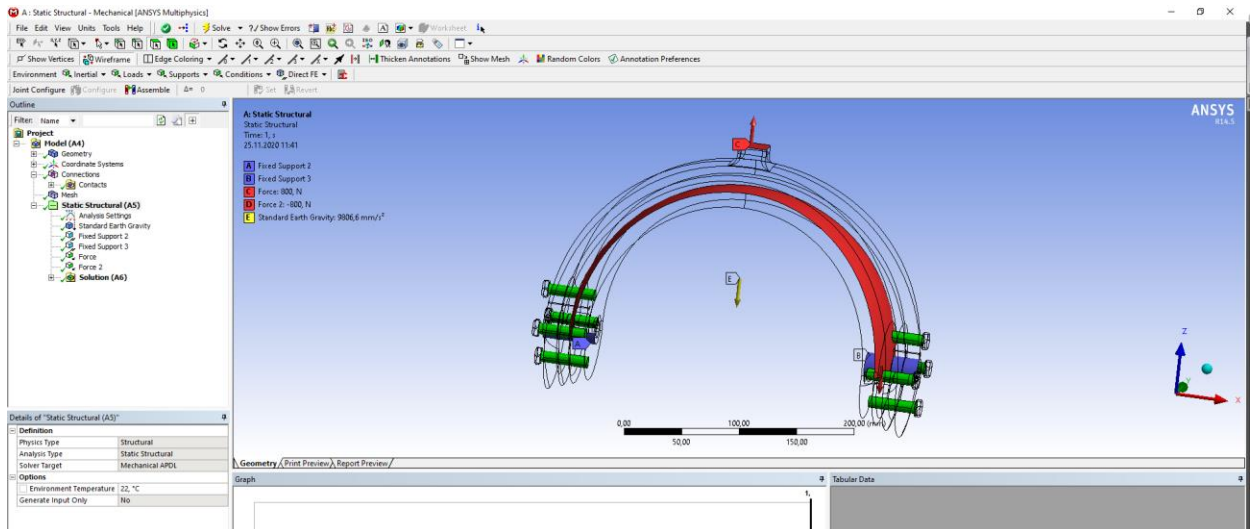 A : Static Structural - Mechanical [ANSYS Multiphysics]
File Edit View Units Tools Help Solve ?/ Show Errors Worksheet
Show Vertices Wireframe Edge Coloring Thicken Annotations Show Mesh Random Colors Annotation Preferences
Environment Inertial Loads Supports Conditions Direct FE
Joint Configure Configure Assemble Δ= 0 Set Revert
Outline
Filter: Name
Project
Model (A4)
Geometry
Coordinate Systems
Connections
Contacts
Mesh
Static Structural (A5)
Analysis Settings
Standard Earth Gravity
Fixed Support 2
Fixed Support 3
Force
Force 2
Solution (A6)
Details of "Static Structural (A5)"
Definition
Physics Type Structural
Analysis Type Static Structural
Solver Target Mechanical APDL
Options
Environment Temperature 22, °C
Generate Input Only No
A: Static Structural
Static Structural
Time: 1, s
25.11.2020 11:41
A Fixed Support 2
B Fixed Support 3
C Force: 800, N
D Force 2: -800, N
E Standard Earth Gravity: 9806,6 mm/s²
ANSYS
R14.5
C
E
A
B
Z
Y
X
0,00 100,00 200,00 (mm)
50,00 150,00
Geometry Print Preview Report Preview
Graph
1,
Tabular Data